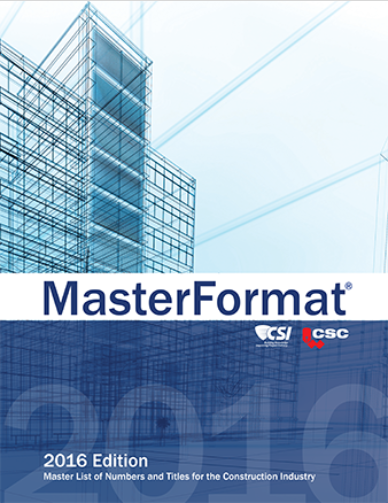 MasterFormat®
CSI
CSC
2016
2016 Edition
Master List of Numbers and Titles for the Construction Industry